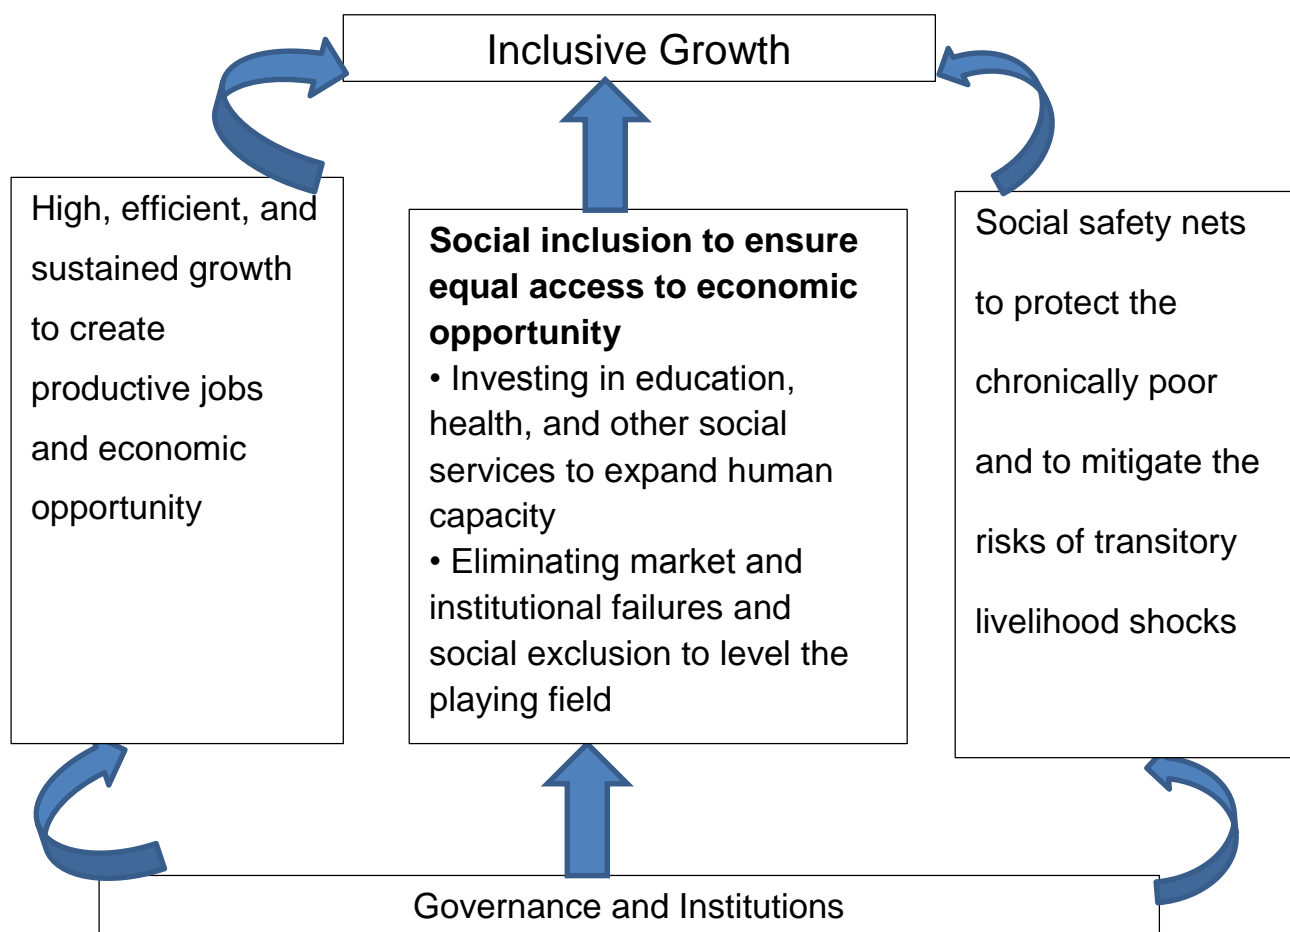 Inclusive Growth
High, efficient, and
sustained growth
to create
productive jobs
and economic
opportunity
Social inclusion to ensure
equal access to economic
opportunity
• Investing in education,
health, and other social
services to expand human
capacity
• Eliminating market and
institutional failures and
social exclusion to level the
playing field
Social safety nets
to protect the
chronically poor
and to mitigate the
risks of transitory
livelihood shocks
Governance and Institutions